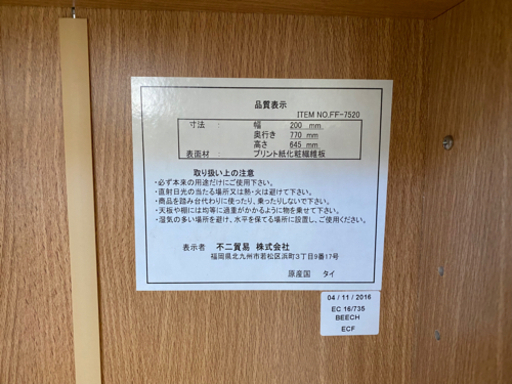 品質表示
ITEM NO.FF-7520
寸法 : 幅 200 mm
奥行き 770 mm
高さ 645 mm
表面材 : プリント紙化粧繊維板
取り扱い上の注意
・必ず本来の用途だけにご使用下さい。
・直射日光の当たる場所又は熱・火は避けて下さい。
・商品を踏み台代わりに使ったり、乗ったりしないで下さい。
・天板や棚には均等に過重がかかるように物を乗せて下さい。
・湿気の多い場所を避け、水平を保てる場所に設置し、ご使用ください。
表示者 不二貿易 株式会社
福岡県北九州市若松区浜町3丁目9番17号
原産国 タイ
04 / 11 / 2016
EC 16/735
BEECH
ECF